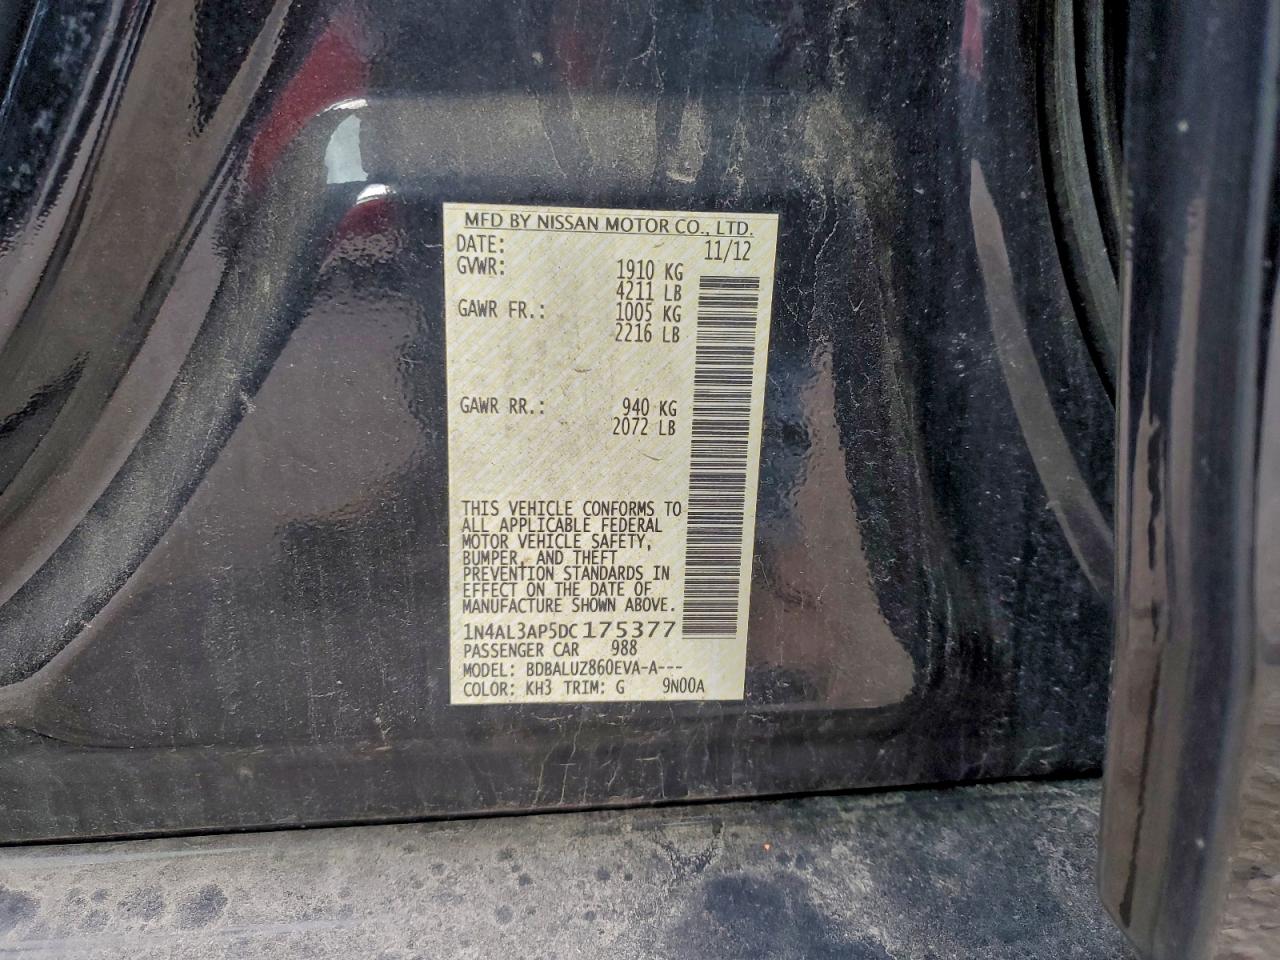 MFD BY NISSAN MOTOR CO., LTD.
DATE: 11/12
GVWR: 1910 KG
4211 LB
GAWR FR.: 1005 KG
2216 LB
GAWR RR.: 940 KG
2072 LB
THIS VEHICLE CONFORMS TO
ALL APPLICABLE FEDERAL
MOTOR VEHICLE SAFETY,
BUMPER, AND THEFT
PREVENTION STANDARDS IN
EFFECT ON THE DATE OF
MANUFACTURE SHOWN ABOVE.
1N4AL3AP5DC175377
PASSENGER CAR 988
MODEL: BDBALUZ860EVA-A---
COLOR: KH3 TRIM: G 9N00A